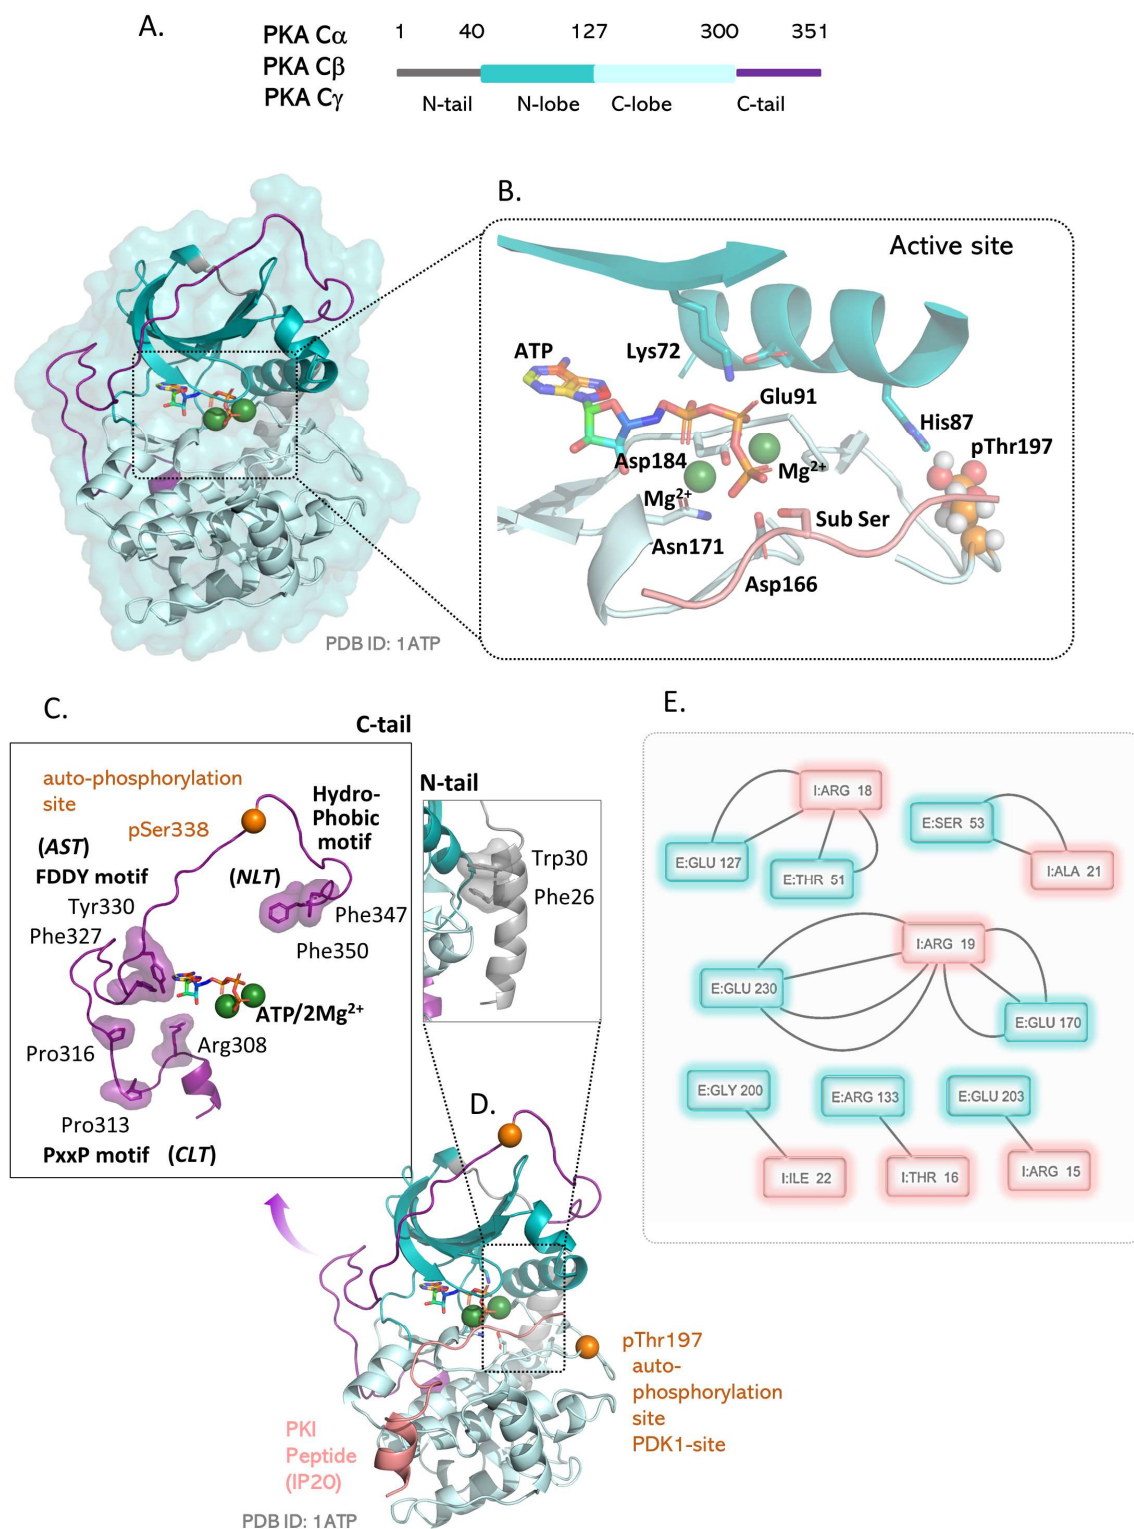 A.
PKA Cα
PKA Cβ
PKA Cγ
1 40 127 300 351
N-tail N-lobe C-lobe C-tail
B.
Active site
ATP
Lys72
Glu91
His87
pThr197
Asp184
Mg2+
Mg2+
Sub Ser
Asn171
Asp166
PDB ID: 1ATP
C.
C-tail
auto-phosphorylation
site
pSer338
Hydro-
Phobic
motif
(AST)
FDDY motif
(NLT)
Tyr330
Phe327
Phe347
Phe350
ATP/2Mg2+
Pro316
Arg308
Pro313
PxxP motif (CLT)
N-tail
Trp30
Phe26
D.
pThr197
auto-
phosphorylation
site
PDK1-site
PKI
Peptide
(IP20)
PDB ID: 1ATP
E.
I:ARG 18
E:GLU 127
E:THR 51
E:SER 53
I:ALA 21
I:ARG 19
E:GLU 230
E:GLU 170
E:GLY 200
E:ARG 133
E:GLU 203
I:ILE 22
I:THR 16
I:ARG 15